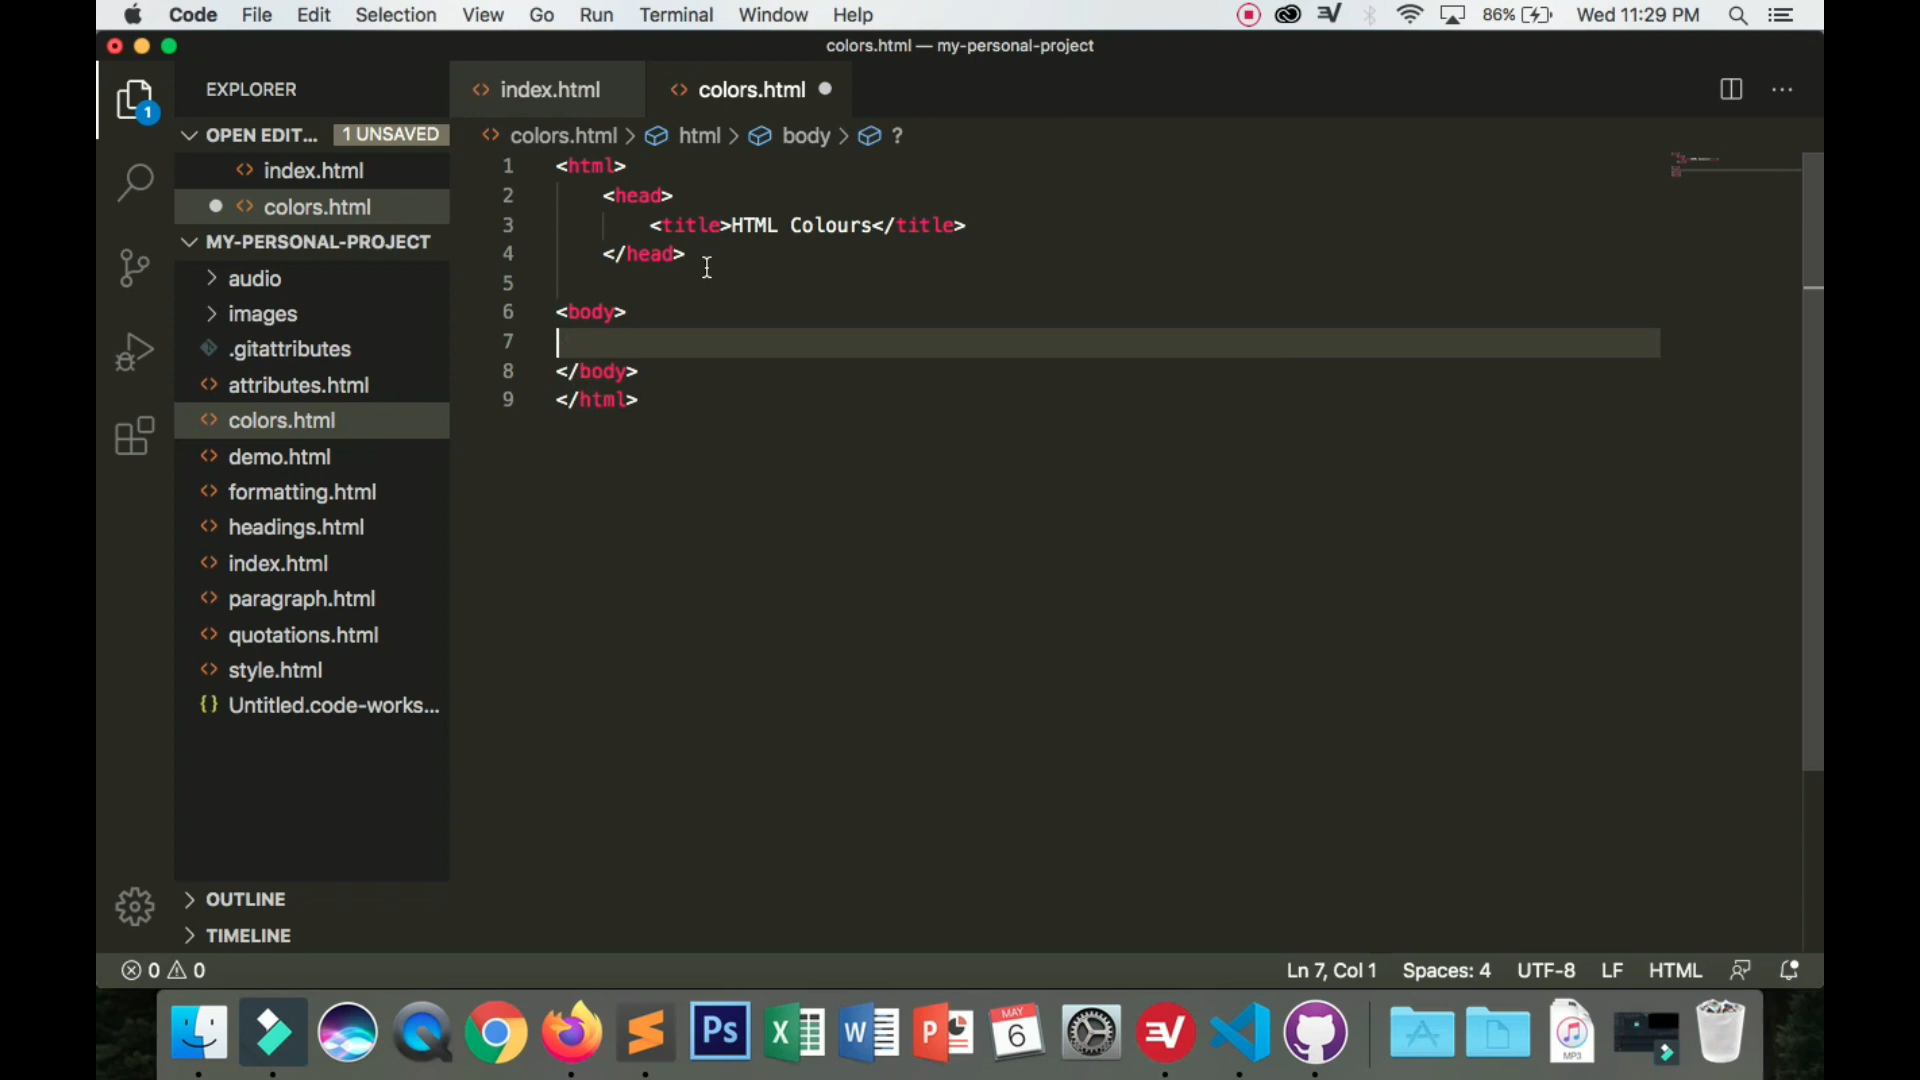 Code File Edit Selection View Go Run Terminal Window Help 86% Wed 11:29 PM
colors.html — my-personal-project
EXPLORER
index.html
colors.html
1
OPEN EDIT... 1 UNSAVED
index.html
colors.html
MY-PERSONAL-PROJECT
audio
images
.gitattributes
attributes.html
colors.html
demo.html
formatting.html
headings.html
index.html
paragraph.html
quotations.html
style.html
{} Untitled.code-works...
OUTLINE
TIMELINE
colors.html > html > body > ?
1 <html>
2 <head>
3 <title>HTML Colours</title>
4 </head>
5
6 <body>
7
8 </body>
9 </html>
0 0 Ln 7, Col 1 Spaces: 4 UTF-8 LF HTML
Ps
X
W
P
MAY
6
MP3